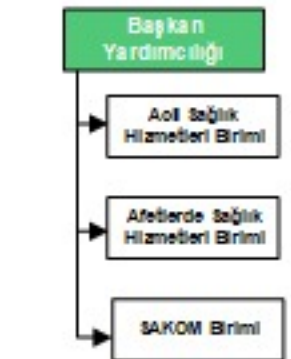 Başkan
Yardımcılığı
Acil Sağlık
Hizmetleri Birimi
Afetlerde Sağlık
Hizmetleri Birimi
SAKOM Birimi